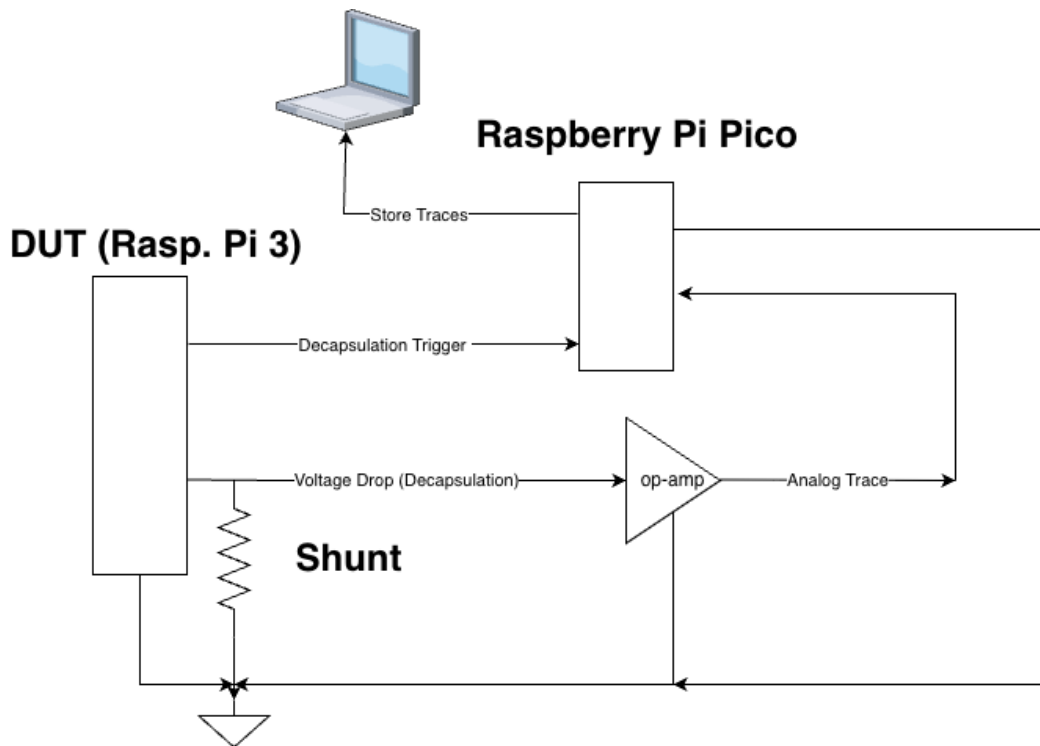 Raspberry Pi Pico
Store Traces
DUT (Rasp. Pi 3)
Decapsulation Trigger
Voltage Drop (Decapsulation)
op-amp
Analog Trace
Shunt